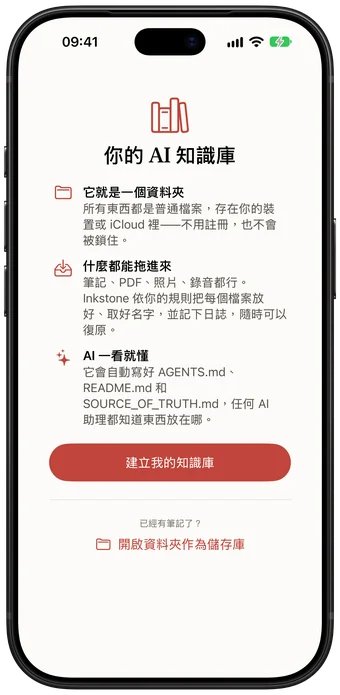 09:41
你的 AI 知識庫
它就是一個資料夾
所有東西都是普通檔案，存在你的裝
置或 iCloud 裡——不用註冊，也不會
被鎖住。
什麼都能拖進來
筆記、PDF、照片、錄音都行。
Inkstone 依你的規則把每個檔案放
好、取好名字，並記下日誌，隨時可以
復原。
AI 一看就懂
它會自動寫好 AGENTS.md、
README.md 和
SOURCE_OF_TRUTH.md，任何 AI
助理都知道東西放在哪。
建立我的知識庫
已經有筆記了？
開啟資料夾作為儲存庫